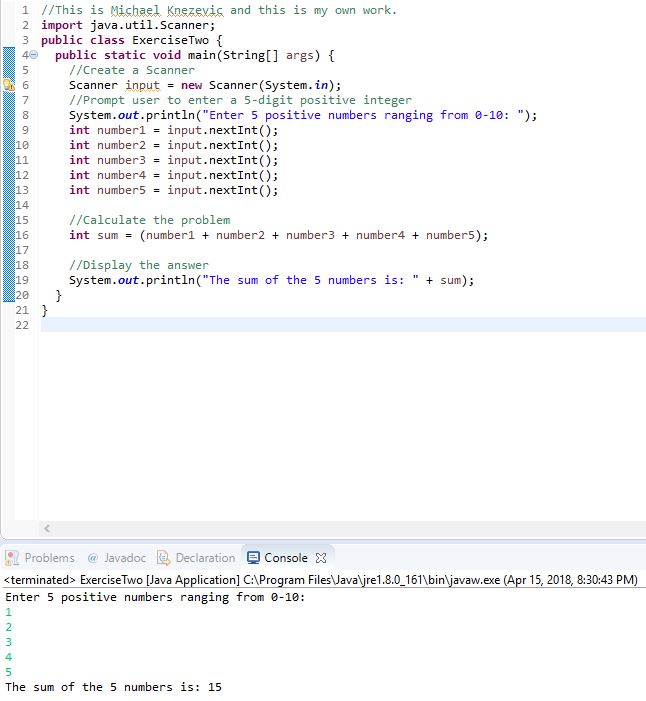 1 //This is Michael Knezevic and this is my own work.
2 import java.util.Scanner;
3 public class ExerciseTwo {
4 public static void main(String[] args) {
5 //Create a Scanner
6 Scanner input = new Scanner(System.in);
7 //Prompt user to enter a 5-digit positive integer
8 System.out.println("Enter 5 positive numbers ranging from 0-10: ");
9 int number1 = input.nextInt();
10 int number2 = input.nextInt();
11 int number3 = input.nextInt();
12 int number4 = input.nextInt();
13 int number5 = input.nextInt();
14
15 //Calculate the problem
16 int sum = (number1 + number2 + number3 + number4 + number5);
17
18 //Display the answer
19 System.out.println("The sum of the 5 numbers is: " + sum);
20 }
21 }
22
Problems @ Javadoc Declaration Console
<terminated> ExerciseTwo [Java Application] C:\Program Files\Java\jre1.8.0_161\bin\javaw.exe (Apr 15, 2018, 8:30:43 PM)
Enter 5 positive numbers ranging from 0-10:
1
2
3
4
5
The sum of the 5 numbers is: 15